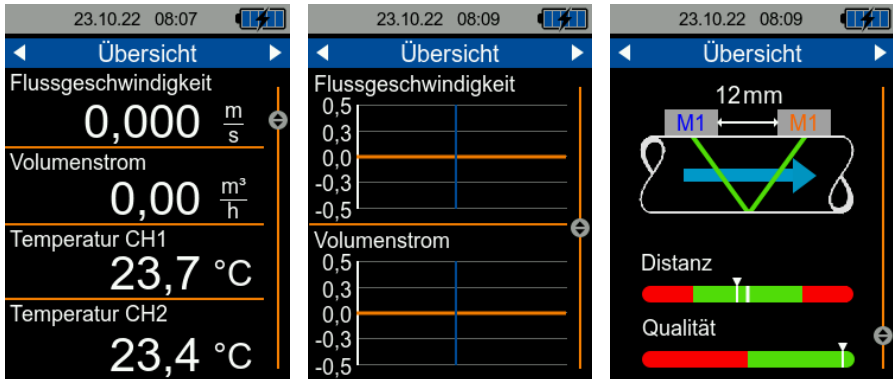 23.10.22 08:07
Übersicht
Flussgeschwindigkeit
0,000 m/s
Volumenstrom
0,00 m³/h
Temperatur CH1
23,7 °C
Temperatur CH2
23,4 °C
23.10.22 08:09
Übersicht
Flussgeschwindigkeit
0,5
0,3
0,0
-0,3
-0,5
Volumenstrom
0,5
0,3
0,0
-0,3
-0,5
23.10.22 08:09
Übersicht
12mm
M1 M1
Distanz
Qualität